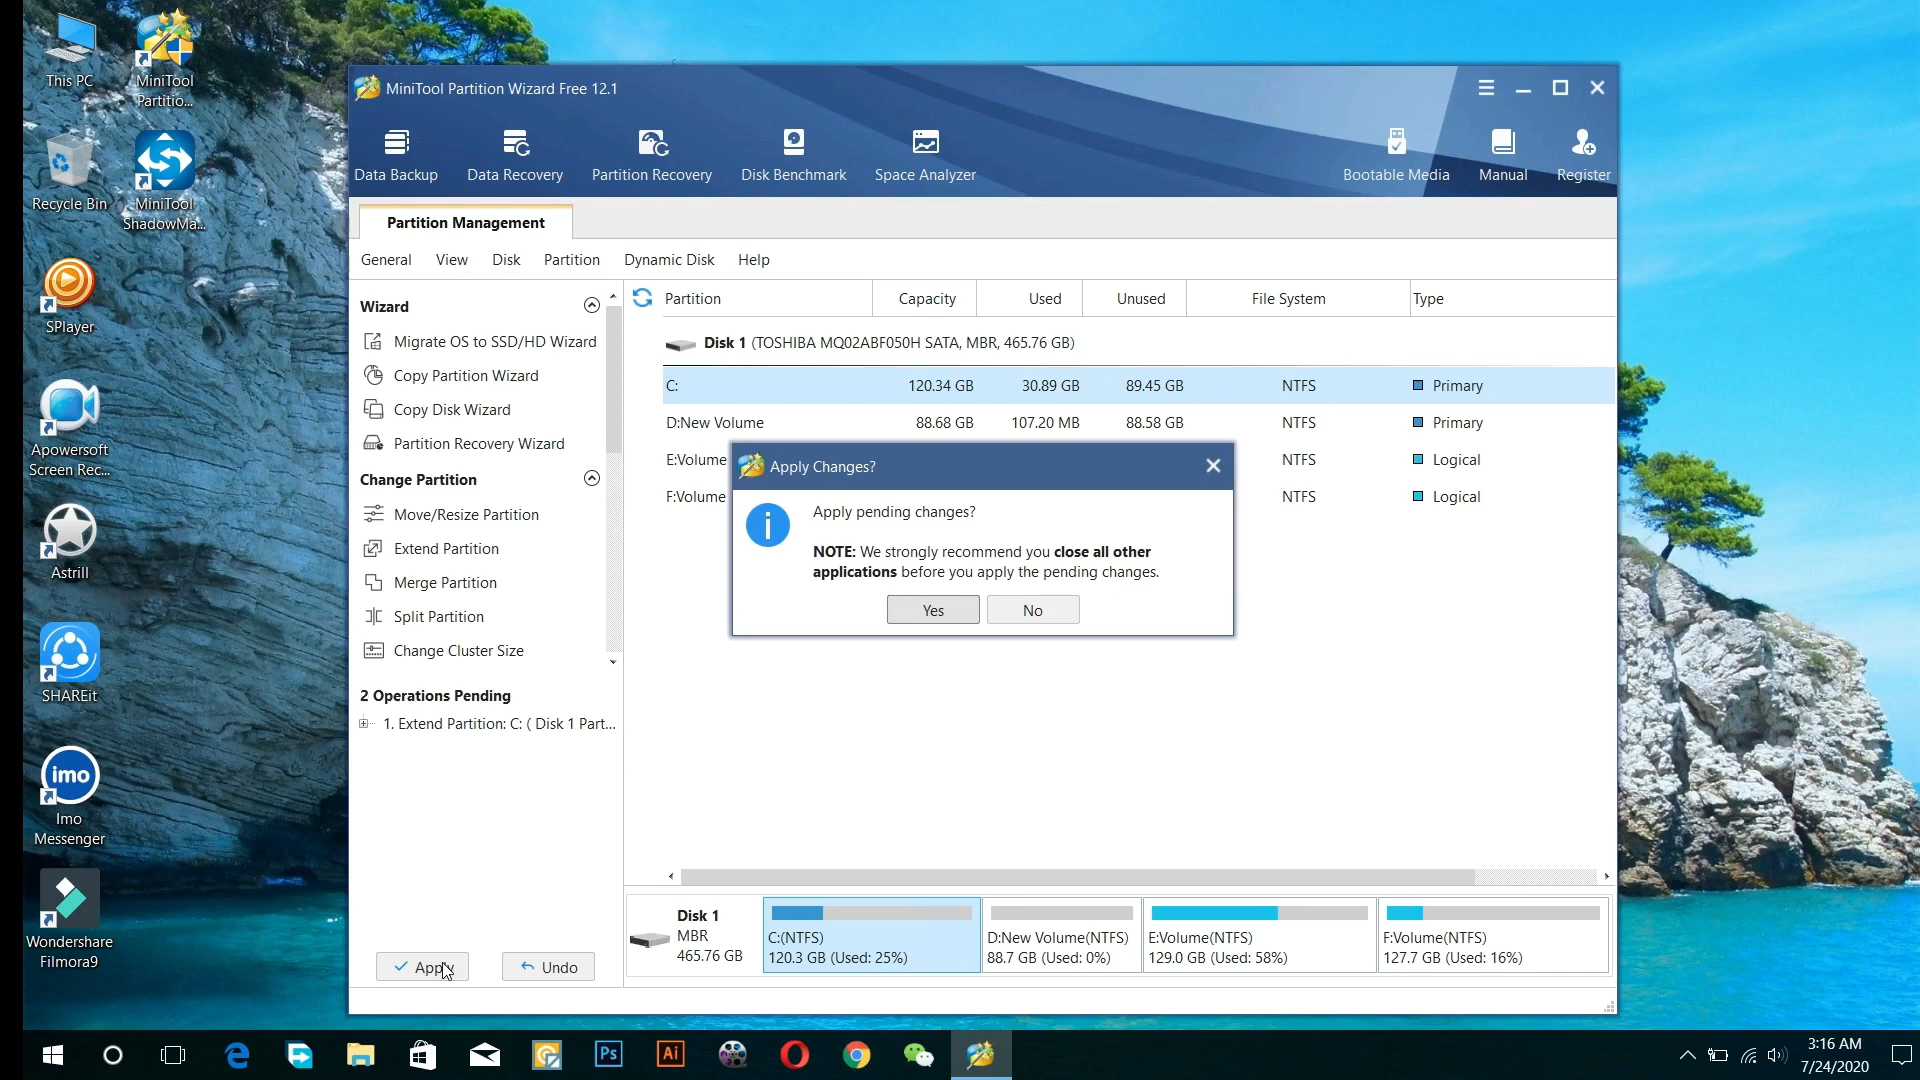 This PC
MiniTool
Partitio...
Recycle Bin
MiniTool
ShadowMa...
SPlayer
Apowersoft
Screen Rec...
Astrill
SHAREit
imo
Imo
Messenger
Wondershare
Filmora9
MiniTool Partition Wizard Free 12.1
Data Backup
Data Recovery
Partition Recovery
Disk Benchmark
Space Analyzer
Bootable Media
Manual
Register
Partition Management
General View Disk Partition Dynamic Disk Help
Wizard
Migrate OS to SSD/HD Wizard
Copy Partition Wizard
Copy Disk Wizard
Partition Recovery Wizard
Change Partition
Move/Resize Partition
Extend Partition
Merge Partition
Split Partition
Change Cluster Size
2 Operations Pending
1. Extend Partition: C: ( Disk 1 Part...
Apply
Undo
Partition Capacity Used Unused File System Type
Disk 1 (TOSHIBA MQ02ABF050H SATA, MBR, 465.76 GB)
C: 120.34 GB 30.89 GB 89.45 GB NTFS Primary
D:New Volume 88.68 GB 107.20 MB 88.58 GB NTFS Primary
E:Volume NTFS Logical
F:Volume NTFS Logical
Apply Changes?
Apply pending changes?
NOTE: We strongly recommend you close all other
applications before you apply the pending changes.
Yes
No
Disk 1
MBR
465.76 GB
C:(NTFS)
120.3 GB (Used: 25%)
D:New Volume(NTFS)
88.7 GB (Used: 0%)
E:Volume(NTFS)
129.0 GB (Used: 58%)
F:Volume(NTFS)
127.7 GB (Used: 16%)
Ps
Ai
3:16 AM
7/24/2020